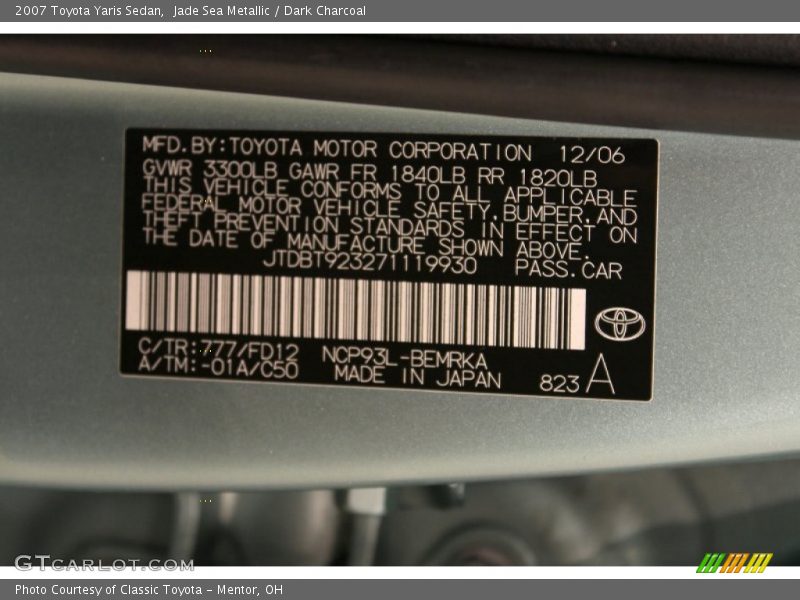 2007 Toyota Yaris Sedan,  Jade Sea Metallic / Dark Charcoal
MFD.BY:TOYOTA MOTOR CORPORATION 12/06
GVWR 3300LB GAWR FR 1840LB RR 1820LB
THIS VEHICLE CONFORMS TO ALL APPLICABLE
FEDERAL MOTOR VEHICLE SAFETY,BUMPER,AND
THEFT PREVENTION STANDARDS IN EFFECT ON
THE DATE OF MANUFACTURE SHOWN ABOVE.
JTDBT923271119930 PASS.CAR
C/TR:777/FD12 NCP93L-BEMRKA
A/TM:-01A/C50 MADE IN JAPAN 823 A
GTCARLOT.COM
Photo Courtesy of Classic Toyota - Mentor, OH